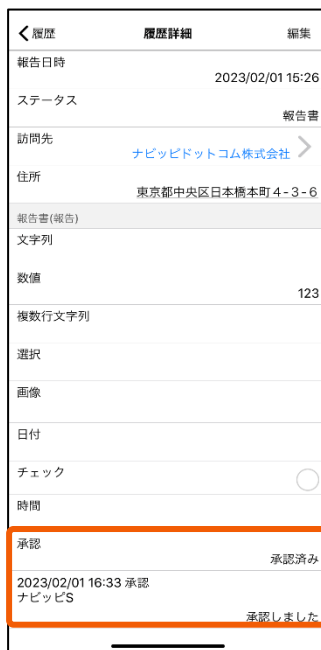 履歴 履歴詳細 編集
報告日時
2023/02/01 15:26
ステータス
報告書
訪問先
ナビッピドットコム株式会社
住所
東京都中央区日本橋本町4-3-6
報告書(報告)
文字列
数値
123
複数行文字列
選択
画像
日付
チェック
時間
承認
承認済み
2023/02/01 16:33 承認
ナビッピS
承認しました